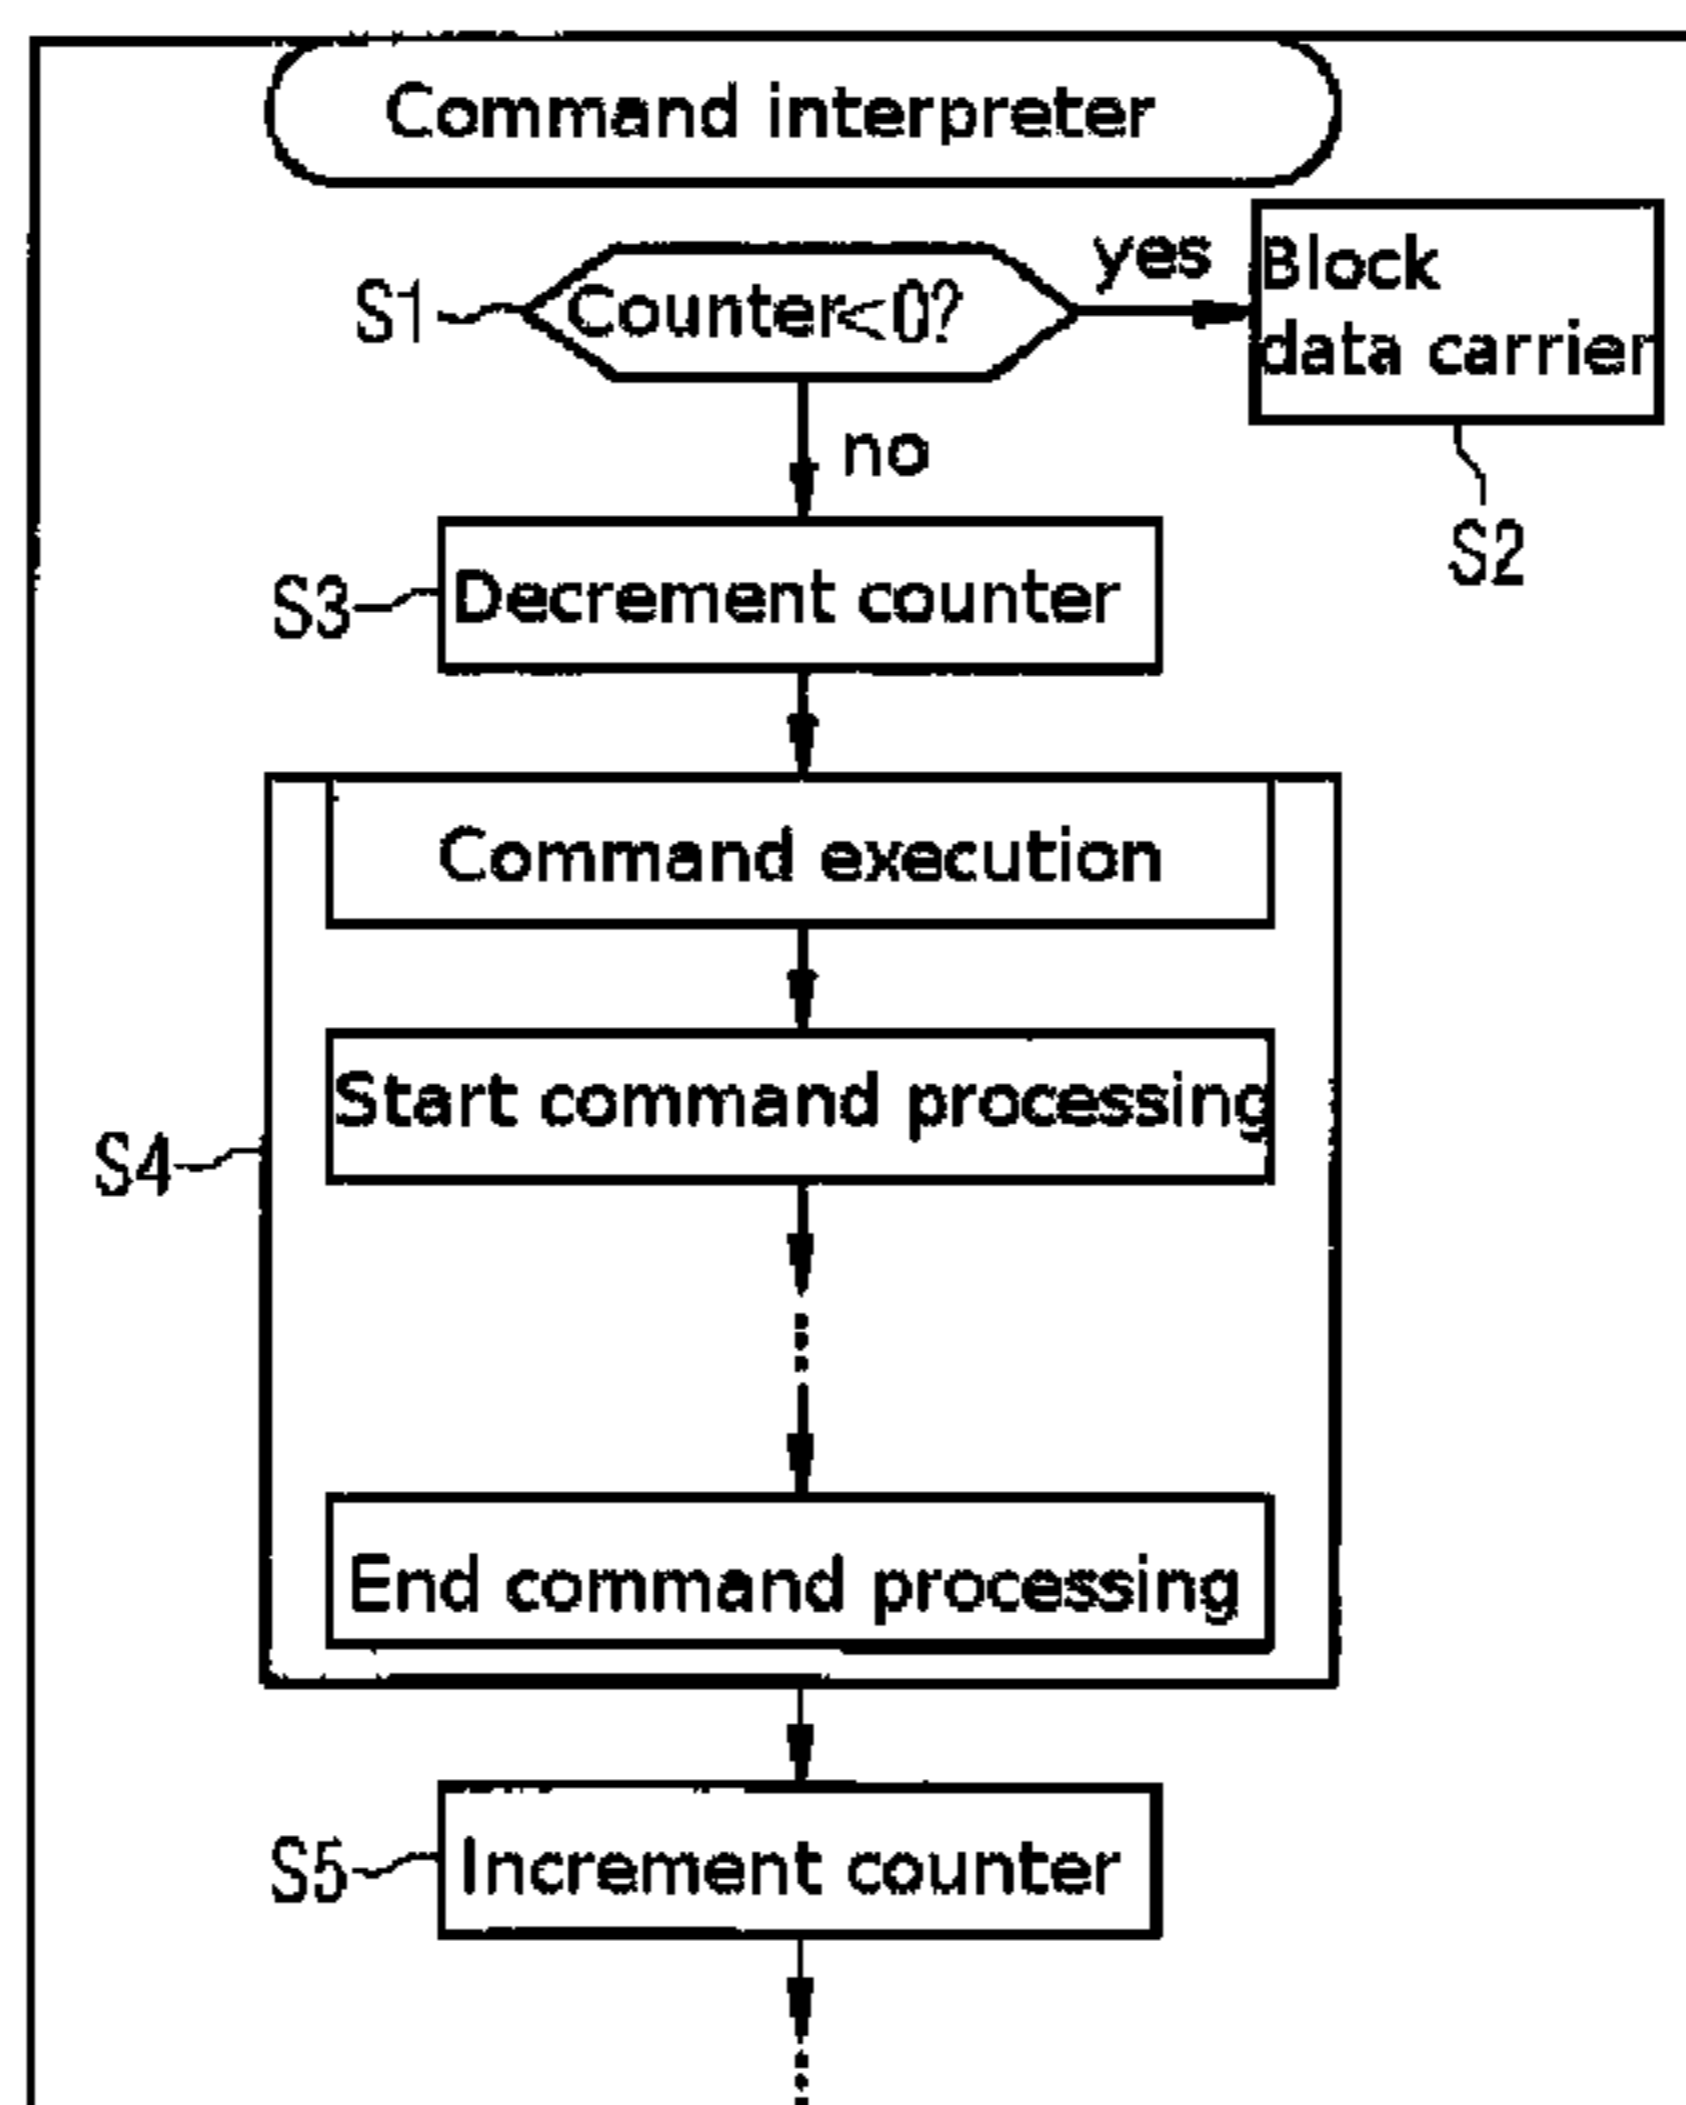 Command interpreter
S1
Counter<0?
yes
Block
data carrier
S2
no
S3
Decrement counter
Command execution
Start command processing
S4
End command processing
S5
Increment counter